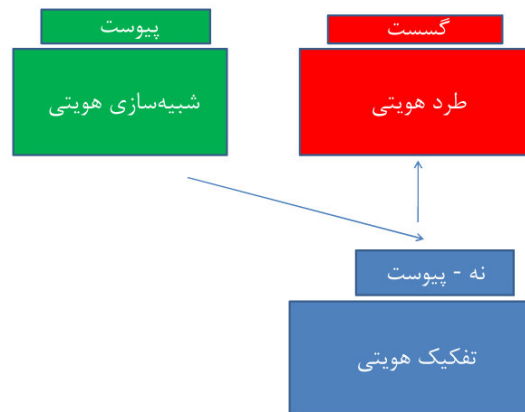 گسست
طرد هویتی
پیوست
شبیه‌سازی هویتی
نه - پیوست
تفکیک هویتی